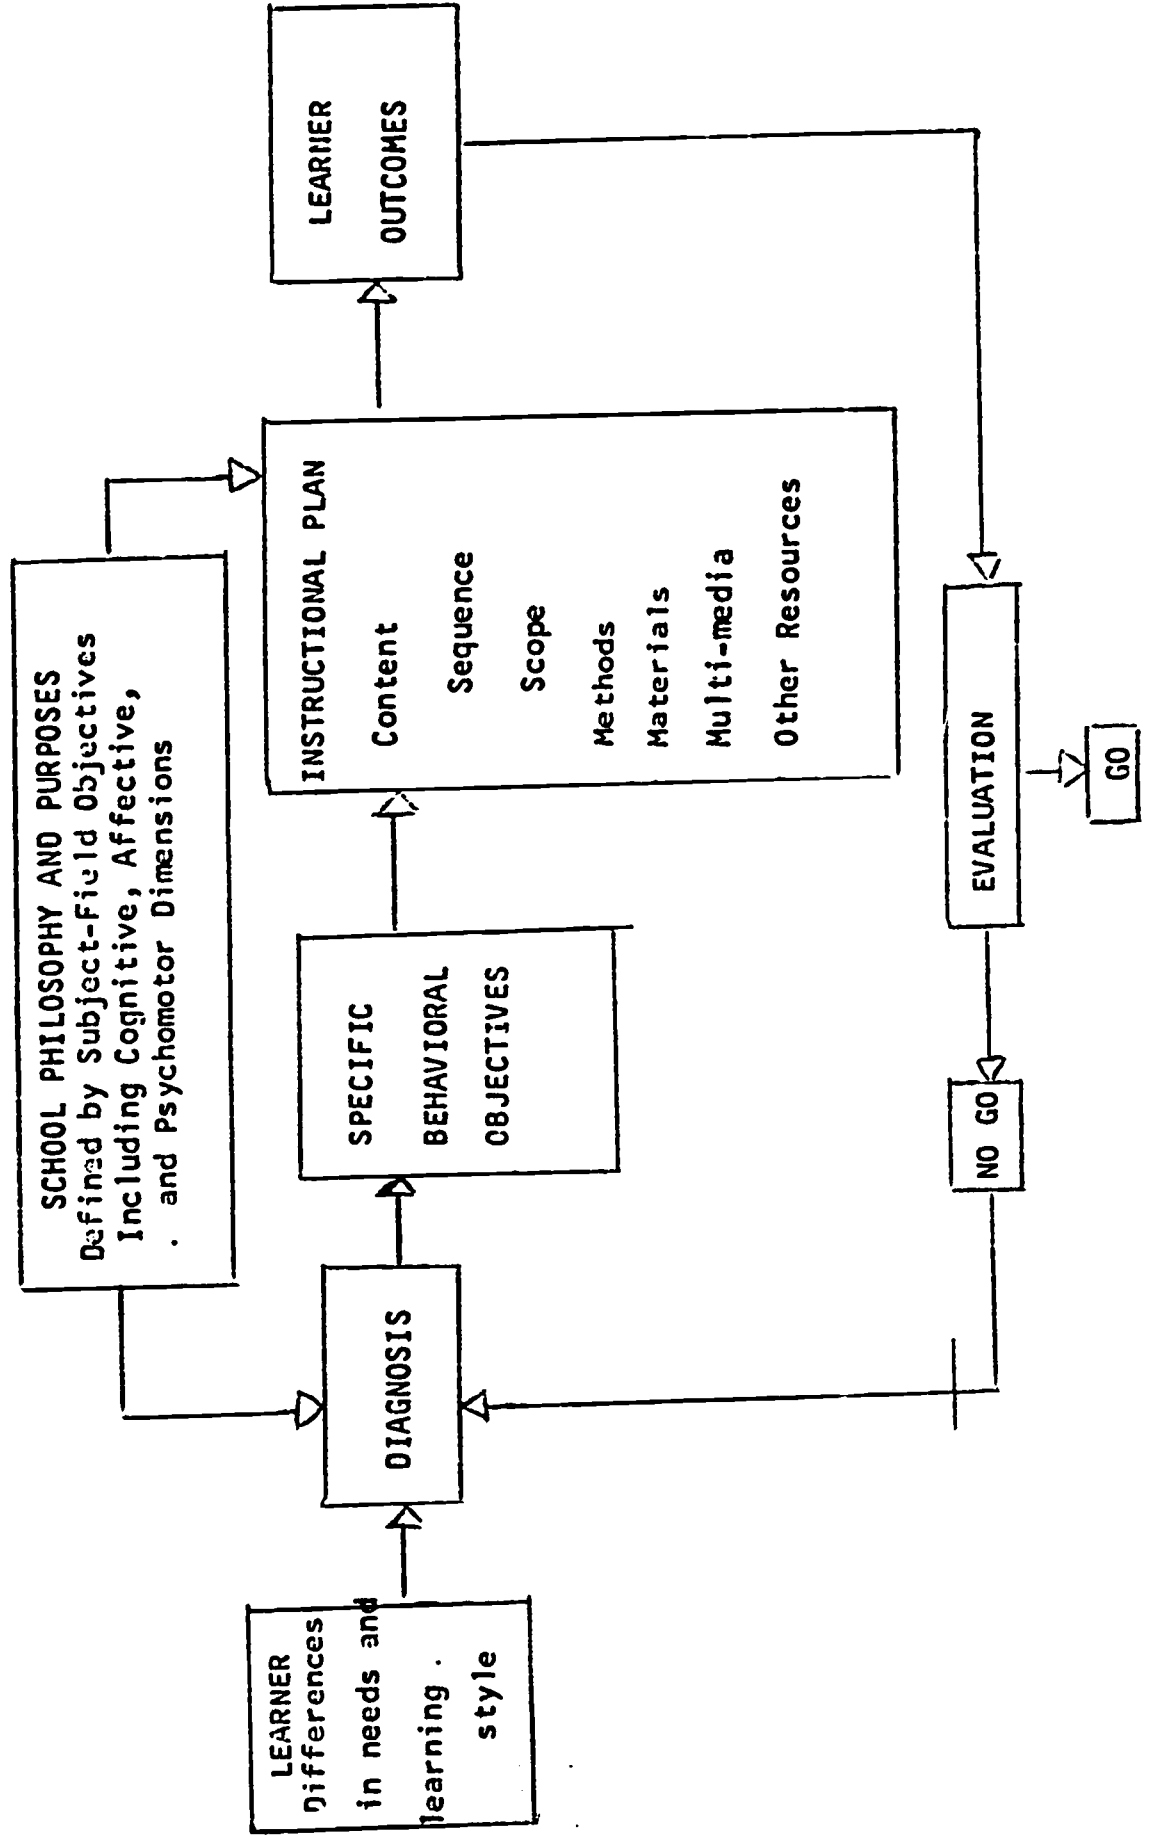 SCHOOL PHILOSOPHY AND PURPOSES
Defined by Subject-Field Objectives
Including Cognitive, Affective,
. and Psychomotor Dimensions
LEARNER
Differences
in needs and
learning .
style
DIAGNOSIS
SPECIFIC
BEHAVIORAL
OBJECTIVES
INSTRUCTIONAL PLAN
Content
Sequence
Scope
Methods
Materials
Multi-media
Other Resources
LEARNER
OUTCOMES
NO GO
EVALUATION
GO